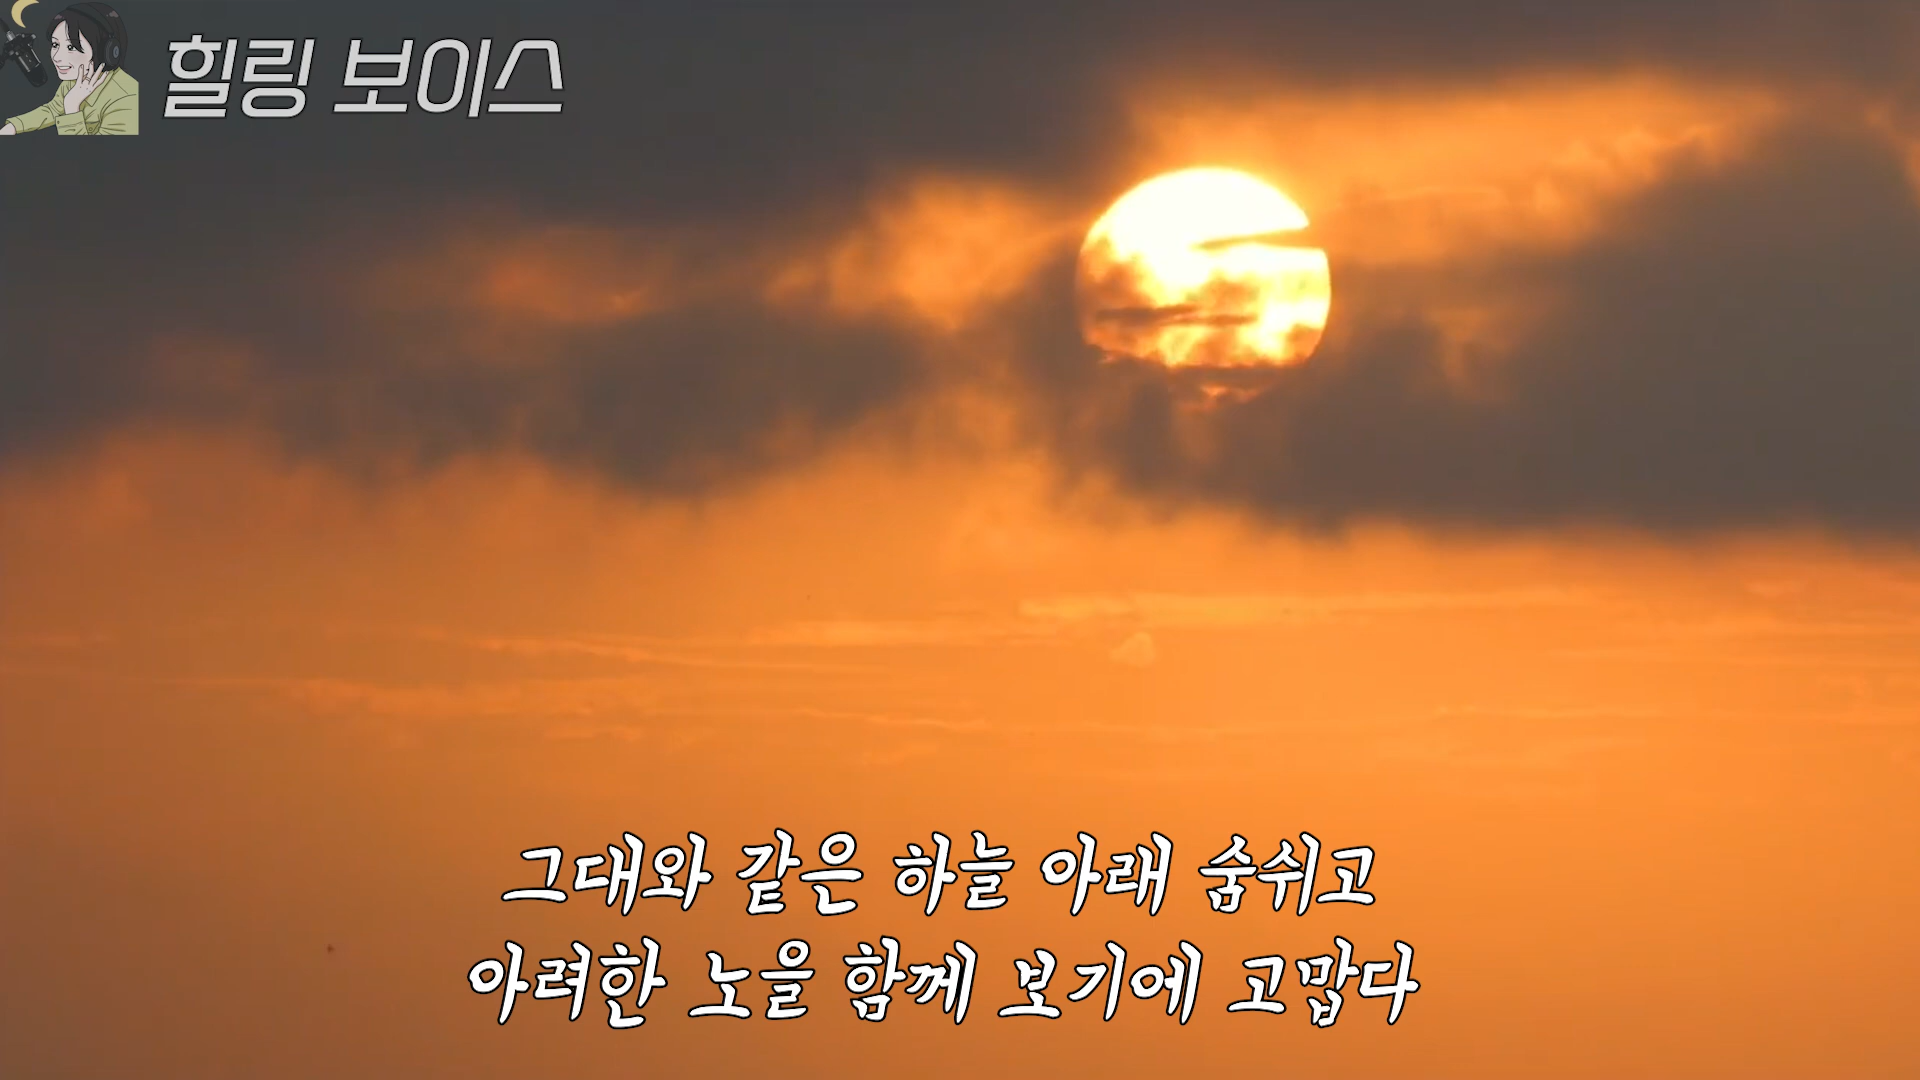 힐링 보이스
그대와 같은 하늘 아래 숨쉬고
아려한 노을 함께 보기에 고맙다